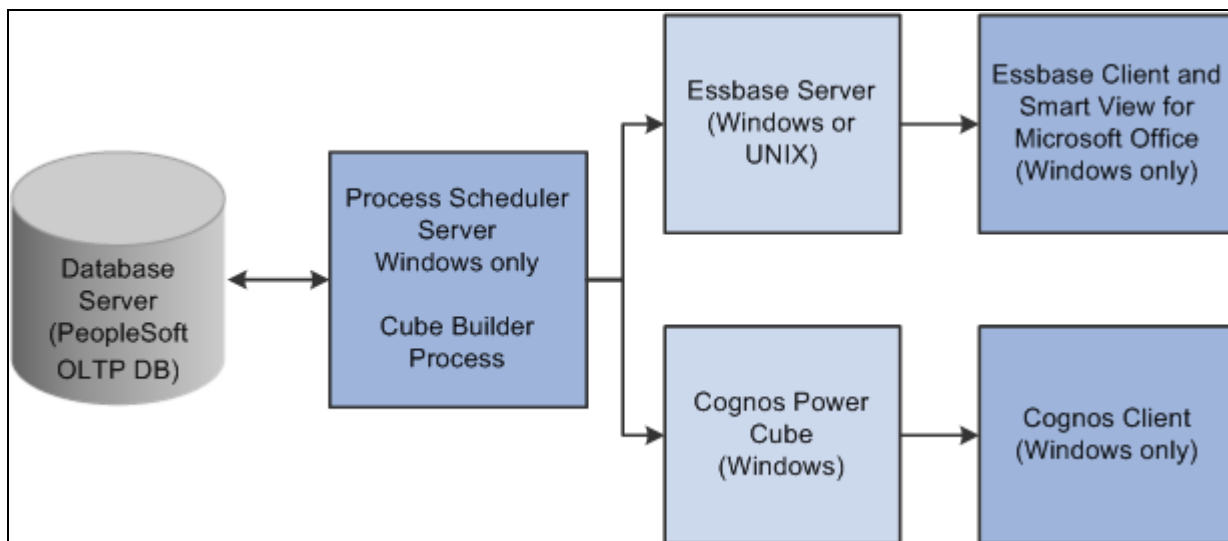 Database
Server
(PeopleSoft
OLTP DB)
Process Scheduler
Server
Windows only
Cube Builder
Process
Essbase Server
(Windows or
UNIX)
Essbase Client and
Smart View for
Microsoft Office
(Windows only)
Cognos Power
Cube
(Windows)
Cognos Client
(Windows only)